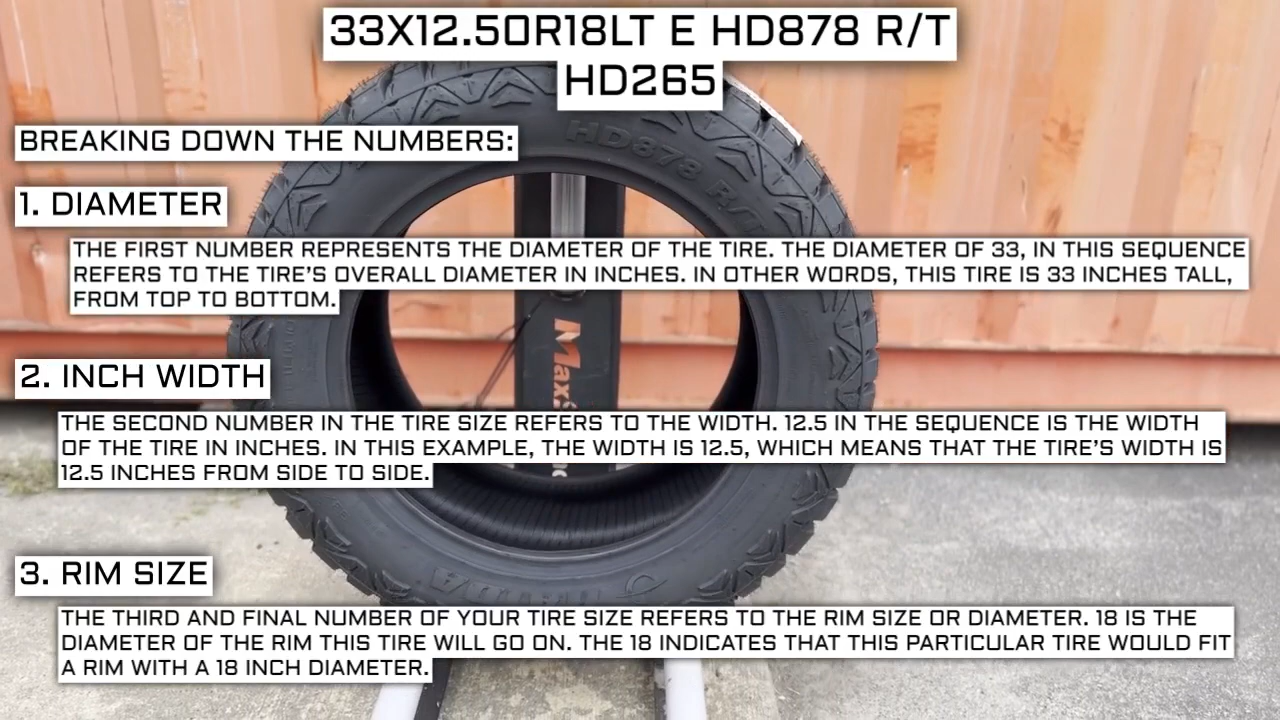 33X12.50R18LT E HD878 R/T
HD265
BREAKING DOWN THE NUMBERS:
HD878 R/T
1. DIAMETER
THE FIRST NUMBER REPRESENTS THE DIAMETER OF THE TIRE. THE DIAMETER OF 33, IN THIS SEQUENCE
REFERS TO THE TIRE'S OVERALL DIAMETER IN INCHES. IN OTHER WORDS, THIS TIRE IS 33 INCHES TALL,
FROM TOP TO BOTTOM.
2. INCH WIDTH
THE SECOND NUMBER IN THE TIRE SIZE REFERS TO THE WIDTH. 12.5 IN THE SEQUENCE IS THE WIDTH
OF THE TIRE IN INCHES. IN THIS EXAMPLE, THE WIDTH IS 12.5, WHICH MEANS THAT THE TIRE'S WIDTH IS
12.5 INCHES FROM SIDE TO SIDE.
3. RIM SIZE
THE THIRD AND FINAL NUMBER OF YOUR TIRE SIZE REFERS TO THE RIM SIZE OR DIAMETER. 18 IS THE
DIAMETER OF THE RIM THIS TIRE WILL GO ON. THE 18 INDICATES THAT THIS PARTICULAR TIRE WOULD FIT
A RIM WITH A 18 INCH DIAMETER.